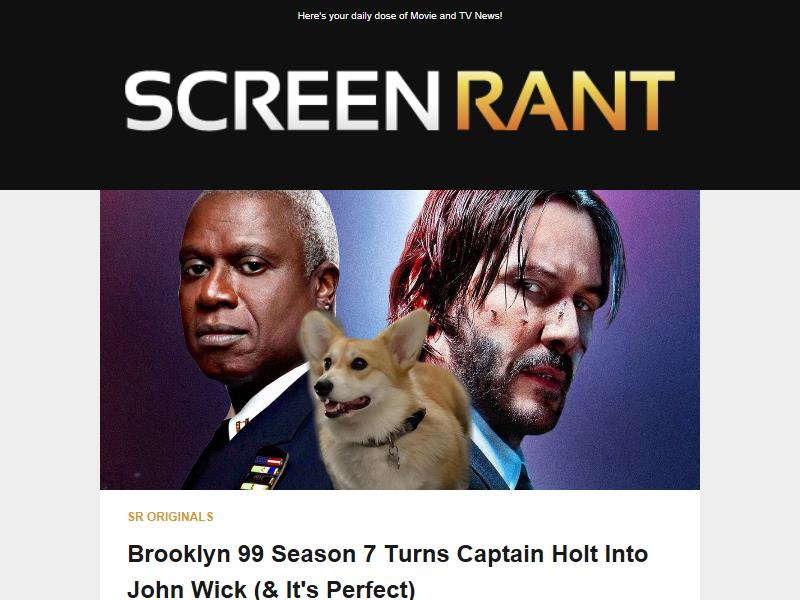 Here's your daily dose of Movie and TV News!
SCREEN RANT
SR ORIGINALS
Brooklyn 99 Season 7 Turns Captain Holt Into
John Wick (& It's Perfect)